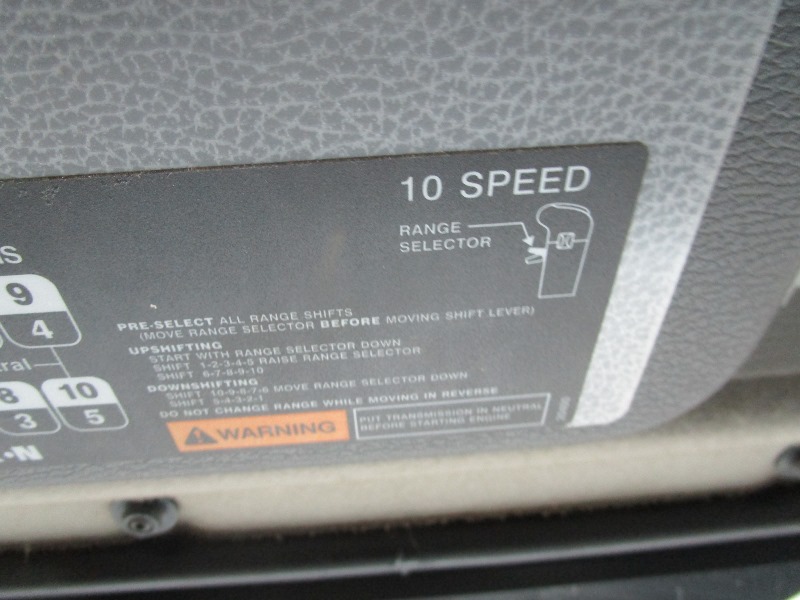 10 SPEED
RANGE
SELECTOR
9
4
8
10
3
5
PRE-SELECT ALL RANGE SHIFTS
(MOVE RANGE SELECTOR BEFORE MOVING SHIFT LEVER)
UPSHIFTING
START WITH RANGE SELECTOR DOWN
SHIFT 1-2-3-4-5 RAISE RANGE SELECTOR
SHIFT 6-7-8-9-10
DOWNSHIFTING
SHIFT 10-9-8-7-6 MOVE RANGE SELECTOR DOWN
SHIFT 5-4-3-2-1
DO NOT CHANGE RANGE WHILE MOVING IN REVERSE
WARNING
PUT TRANSMISSION IN NEUTRAL
BEFORE STARTING ENGINE